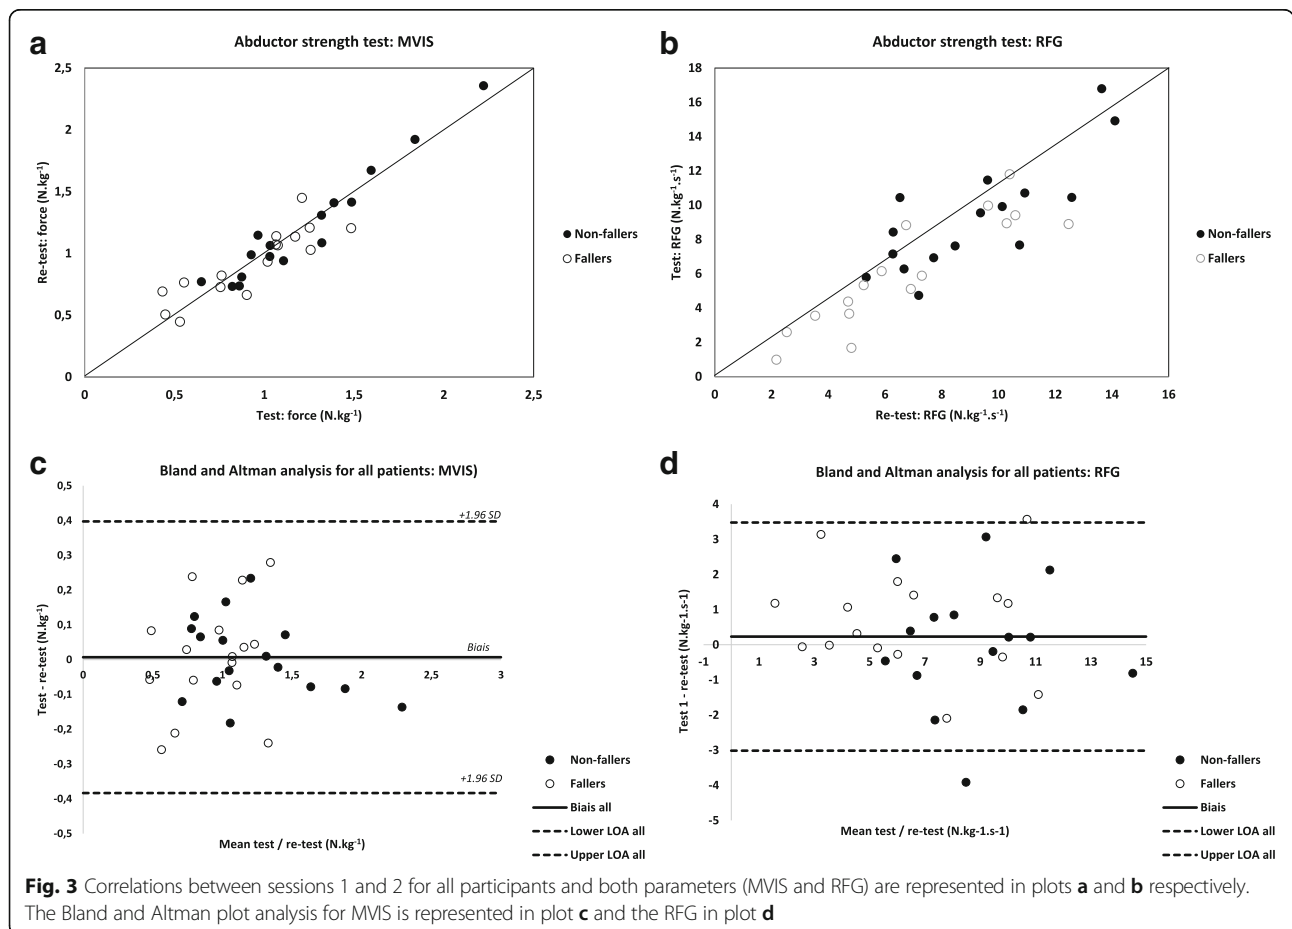 a
Abductor strength test: MVIS
Re-test: force (N.kg-1)
2,5
2
1,5
1
0,5
0
0 0,5 1 1,5 2 2,5
Test: force (N.kg-1)
Non-fallers
Fallers
b
Abductor strength test: RFG
Test: RFG (N.kg-1.s-1)
18
16
14
12
10
8
6
4
2
0
0 2 4 6 8 10 12 14 16
Re-test: RFG (N.kg-1.s-1)
Non-fallers
Fallers
c
Bland and Altman analysis for all patients: MVIS)
Test - re-test (N.kg-1)
0,5
0,4
0,3
0,2
0,1
0
-0,1
-0,2
-0,3
-0,4
-0,5
0 0,5 1 1,5 2 2,5 3
+1.96 SD
Biais
+1.96 SD
Mean test / re-test (N.kg-1)
Non-fallers
Fallers
Biais all
Lower LOA all
Upper LOA all
d
Bland and Altman analysis for all patients: RFG
Test 1 - re-test (N.kg-1.s-1)
4
3
2
1
0
-1
-2
-3
-4
-5
-1 1 3 5 7 9 11 13 15
Mean test / re-test (N.kg-1.s-1)
Non-fallers
Fallers
Biais
Lower LOA all
Upper LOA all
Fig. 3 Correlations between sessions 1 and 2 for all participants and both parameters (MVIS and RFG) are represented in plots a and b respectively.
The Bland and Altman plot analysis for MVIS is represented in plot c and the RFG in plot d